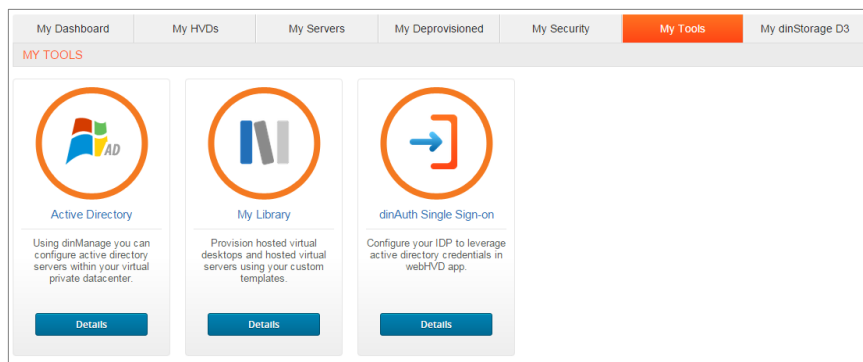 My Dashboard My HVDs My Servers My Deprovisioned My Security My Tools My dinStorage D3
MY TOOLS
AD
Active Directory
Using dinManage you can
configure active directory
servers within your virtual
private datacenter.
Details
My Library
Provision hosted virtual
desktops and hosted virtual
servers using your custom
templates.
Details
dinAuth Single Sign-on
Configure your IDP to leverage
active directory credentials in
webHVD app.
Details